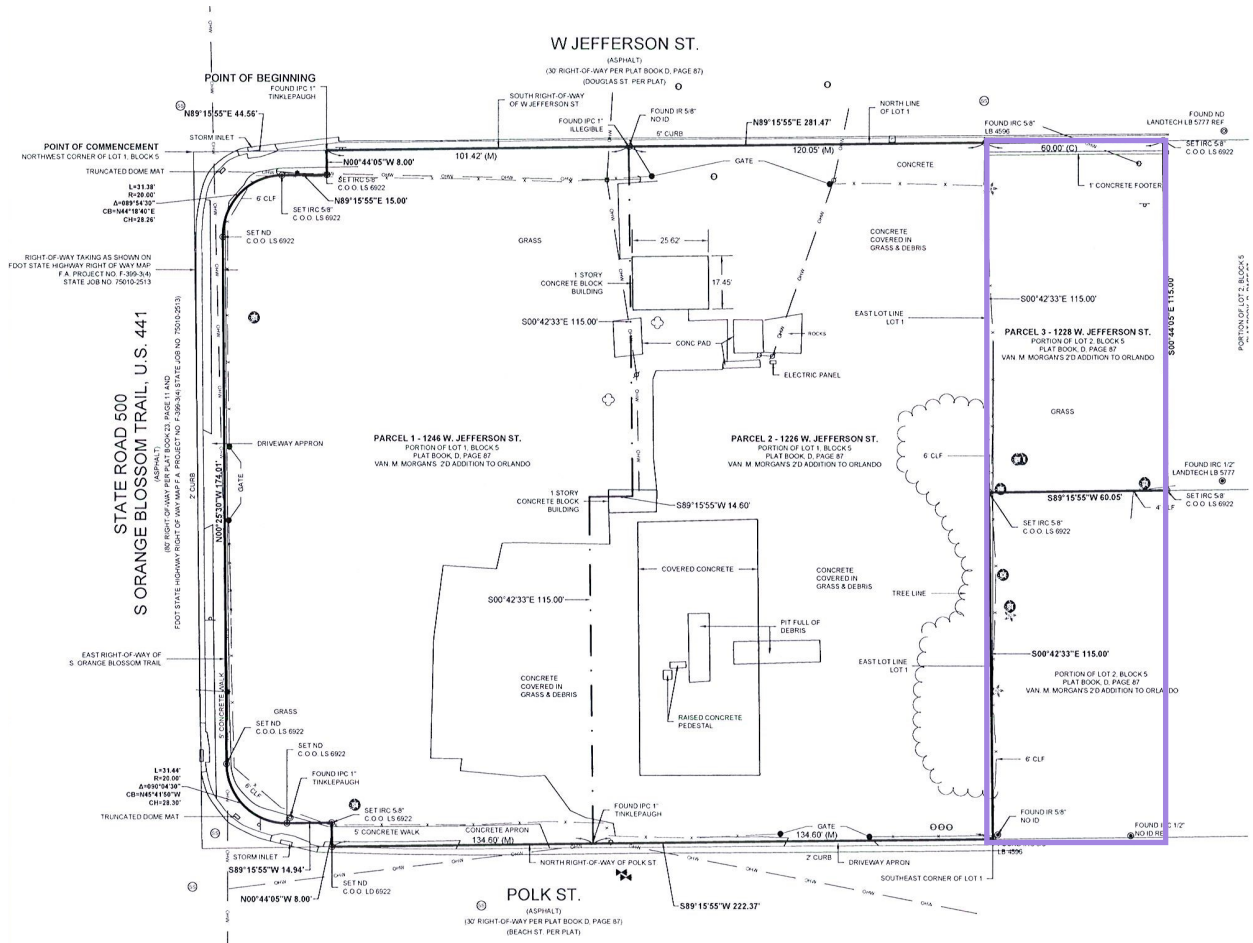 W JEFFERSON ST.
(ASPHALT)
(30' RIGHT-OF-WAY PER PLAT BOOK D, PAGE 87)
(DOUGLAS ST. PER PLAT)
POINT OF BEGINNING
FOUND IPC 1"
TINKLEPAUGH
N89°15'55"E 44.56'
STORM INLET
POINT OF COMMENCEMENT
NORTHWEST CORNER OF LOT 1, BLOCK 5
TRUNCATED DOME MAT
L=31.38'
R=20.00'
Δ=089°54'30"
CB=N44°18'40"E
CH=28.26'
6' CLF
SET IRC 5/8"
C.O.O. LS 6922
N00°44'05"W 8.00'
SET IRC 5/8"
C.O.O. LS 6922
N89°15'55"E 15.00'
SET ND
C.O.O. LS 6922
101.42' (M)
SOUTH RIGHT-OF-WAY
OF W JEFFERSON ST
FOUND IPC 1"
ILLEGIBLE
FOUND IR 5/8"
NO ID
6" CURB
N89°15'55"E 281.47'
NORTH LINE
OF LOT 1
120.05' (M)
GATE
CONCRETE
FOUND IRC 5/8"
LB 4596
60.00' (C)
FOUND ND
LANDTECH LB 5777 REF
SET IRC 5/8"
C.O.O. LS 6922
1' CONCRETE FOOTER
RIGHT-OF-WAY TAKING AS SHOWN ON
FDOT STATE HIGHWAY RIGHT OF WAY MAP
F.A. PROJECT NO. F-399-3(4)
STATE JOB NO. 75010-2513
GRASS
25.62'
17.45'
1 STORY
CONCRETE BLOCK
BUILDING
S00°42'33"E 115.00'
CONC PAD
ROCKS
ELECTRIC PANEL
CONCRETE
COVERED IN
GRASS & DEBRIS
EAST LOT LINE
LOT 1
S00°42'33"E 115.00'
PARCEL 3 - 1228 W. JEFFERSON ST.
PORTION OF LOT 2, BLOCK 5
PLAT BOOK, D, PAGE 87
VAN. M. MORGAN'S 2'D ADDITION TO ORLANDO
S00°44'05"E 115.00'
PORTION OF LOT 2, BLOCK 5
GRASS
STATE ROAD 500
S ORANGE BLOSSOM TRAIL, U.S. 441
(ASPHALT)
(80' RIGHT-OF-WAY PER PLAT BOOK 23, PAGE 11 AND
FDOT STATE HIGHWAY RIGHT OF WAY MAP F.A. PROJECT NO. F-399-3(4) STATE JOB NO. 75010-2513)
2' CURB
N00°25'30"W 174.01'
DRIVEWAY APPRON
GATE
PARCEL 1 - 1246 W. JEFFERSON ST.
PORTION OF LOT 1, BLOCK 5
PLAT BOOK, D, PAGE 87
VAN. M. MORGAN'S 2'D ADDITION TO ORLANDO
PARCEL 2 - 1226 W. JEFFERSON ST.
PORTION OF LOT 1, BLOCK 5
PLAT BOOK, D, PAGE 87
VAN. M. MORGAN'S 2'D ADDITION TO ORLANDO
6' CLF
FOUND IRC 1/2"
LANDTECH LB 5777
S89°15'55"W 60.05'
SET IRC 5/8'
C.O.O. LS 6922
SET IRC 5/8'
C.O.O. LS 6922
1 STORY
CONCRETE BLOCK
BUILDING
S89°15'55"W 14.60'
COVERED CONCRETE
CONCRETE
COVERED IN
GRASS & DEBRIS
TREE LINE
S00°42'33"E 115.00'
PIT FULL OF
DEBRIS
EAST LOT LINE
LOT 1
S00°42'33"E 115.00'
PORTION OF LOT 2, BLOCK 5
PLAT BOOK, D, PAGE 87
VAN. M. MORGAN'S 2'D ADDITION TO ORLANDO
EAST RIGHT-OF-WAY OF
S. ORANGE BLOSSOM TRAIL
5' CONCRETE WALK
CONCRETE
COVERED IN
GRASS & DEBRIS
RAISED CONCRETE
PEDESTAL
GRASS
SET ND
C.O.O. LS 6922
SET ND
C.O.O. LS 6922
FOUND IPC 1"
TINKLEPAUGH
6' CLF
L=31.44'
R=20.00'
Δ=090°04'30"
CB=N45°41'50"W
CH=28.30'
TRUNCATED DOME MAT
SET IRC 5/8"
C.O.O. LS 6922
5' CONCRETE WALK
CONCRETE APRON
134.60' (M)
FOUND IPC 1"
TINKLEPAUGH
GATE
134.60' (M)
2' CURB
DRIVEWAY APRON
6' CLF
FOUND IR 5/8"
NO ID
LB 4596
FOUND IPC 1/2"
NO ID RE
SOUTHEAST CORNER OF LOT 1
STORM INLET
S89°15'55"W 14.94'
N00°44'05"W 8.00'
SET ND
C.O.O. LD 6922
NORTH RIGHT-OF-WAY OF POLK ST
S89°15'55"W 222.37'
POLK ST.
(ASPHALT)
(30' RIGHT-OF-WAY PER PLAT BOOK D, PAGE 87)
(BEACH ST. PER PLAT)